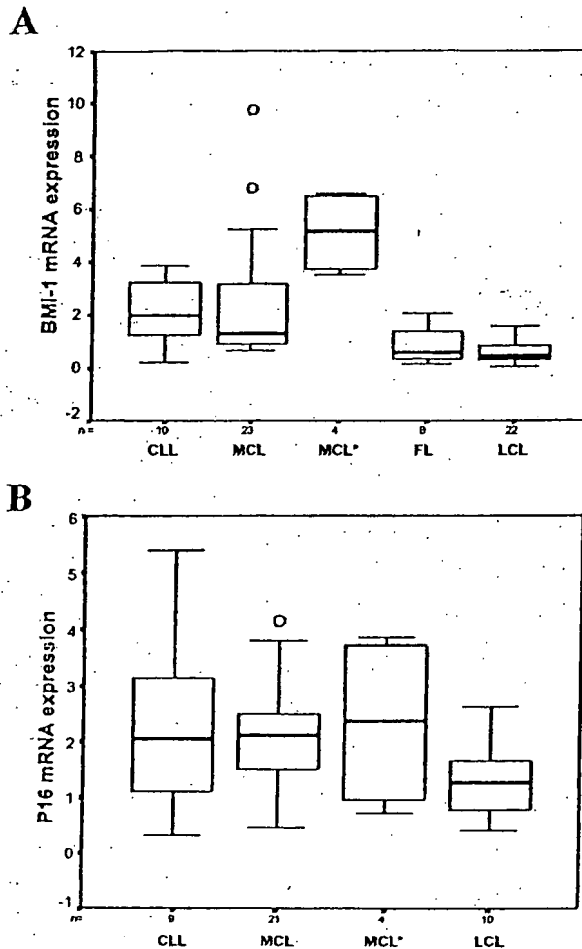 A
BMI-1 mRNA expression
12
10
8
6
4
2
0
-2
n= 10 23 4 8 22
CLL MCL MCL* FL LCL
B
P16 mRNA expression
6
5
4
3
2
1
0
-1
n= 9 21 4 10
CLL MCL MCL* LCL